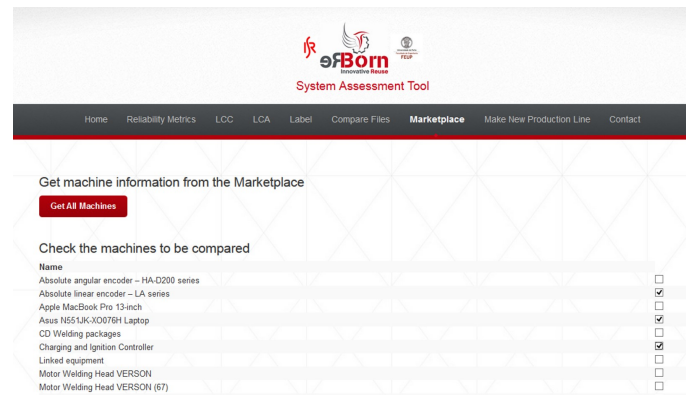 ISR
reBorn
Innovative Reuse
FEUP
System Assessment Tool
Home Reliability Metrics LCC LCA Label Compare Files Marketplace Make New Production Line Contact
Get machine information from the Marketplace
Get All Machines
Check the machines to be compared
Name
Absolute angular encoder – HA-D200 series
Absolute linear encoder – LA series
Apple MacBook Pro 13-inch
Asus N551JK-XO076H Laptop
CD Welding packages
Charging and Ignition Controller
Linked equipment
Motor Welding Head VERSON
Motor Welding Head VERSON (67)